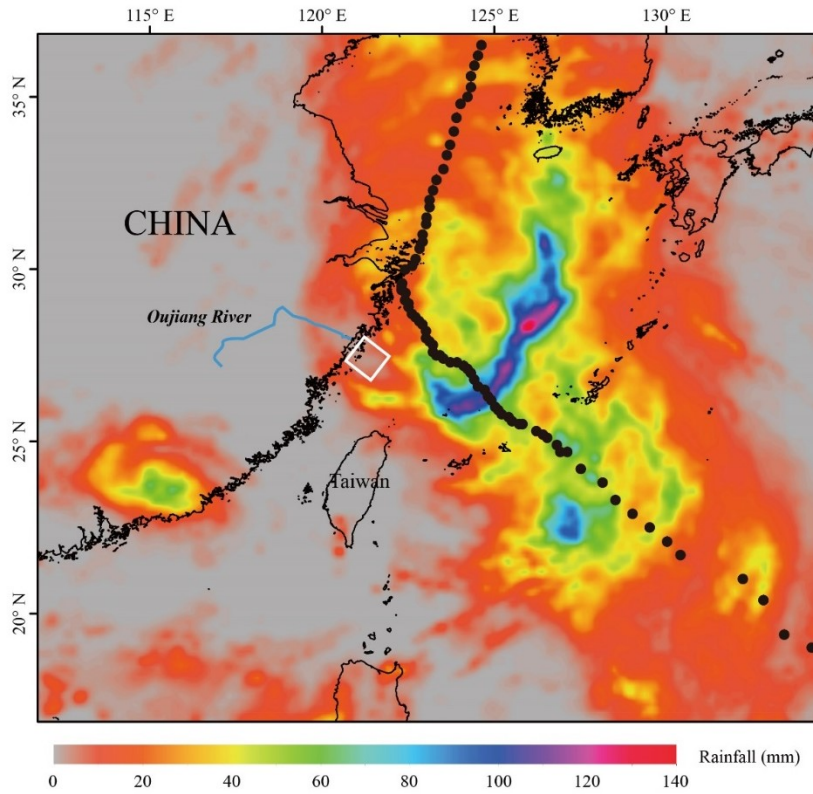 115° E 120° E 125° E 130° E
35° N
CHINA
30° N
Oujiang River
25° N
Taiwan
20° N
Rainfall (mm)
0 20 40 60 80 100 120 140